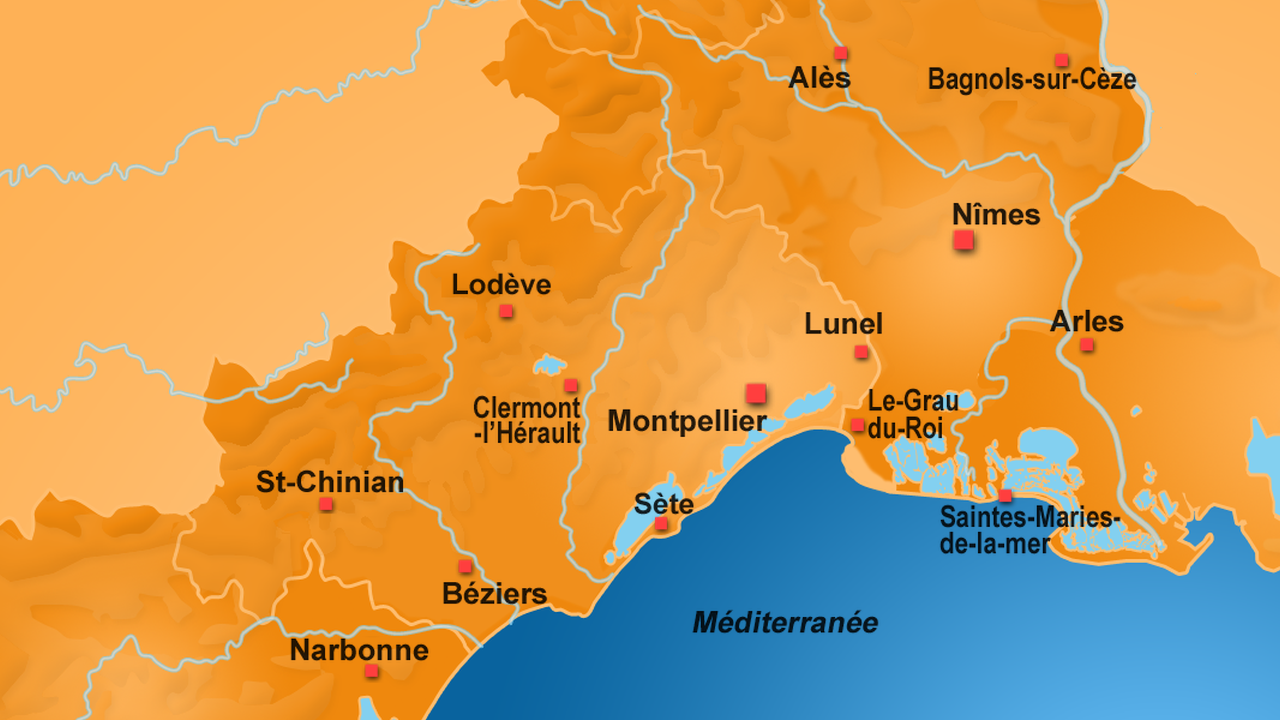 Alès
Bagnols-sur-Cèze
Nîmes
Lodève
Lunel
Arles
Clermont
-l’Hérault
Montpellier
Le-Grau
du-Roi
St-Chinian
Sète
Saintes-Maries-
de-la-mer
Béziers
Méditerranée
Narbonne